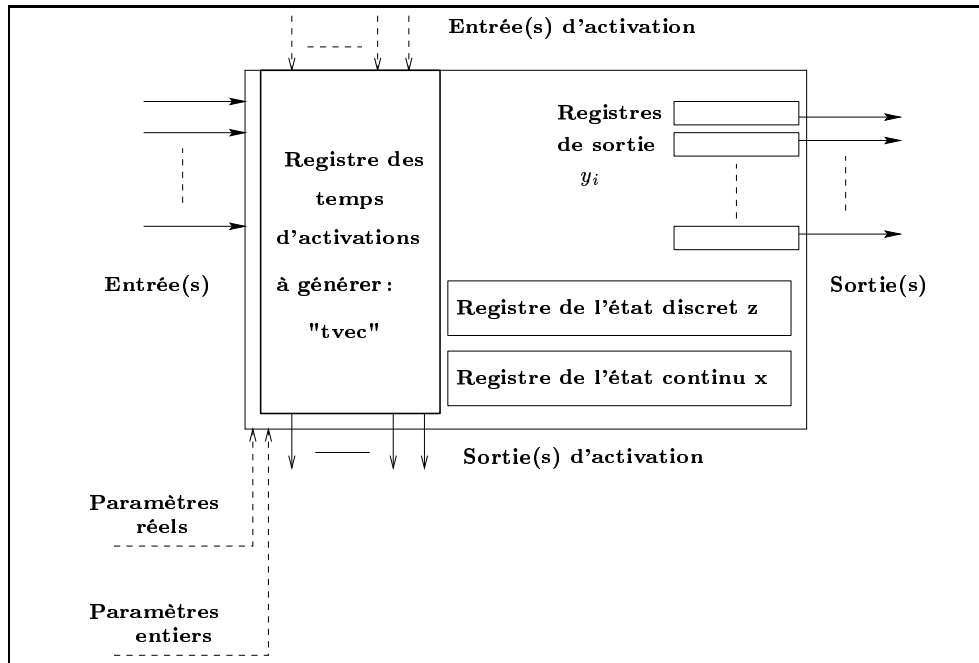 Entrée(s) d'activation
Registres
de sortie
yᵢ
Registre des
temps
d'activations
à générer :
"tvec"
Entrée(s)
Sortie(s)
Registre de l'état discret z
Registre de l'état continu x
Sortie(s) d'activation
Paramètres
réels
Paramètres
entiers